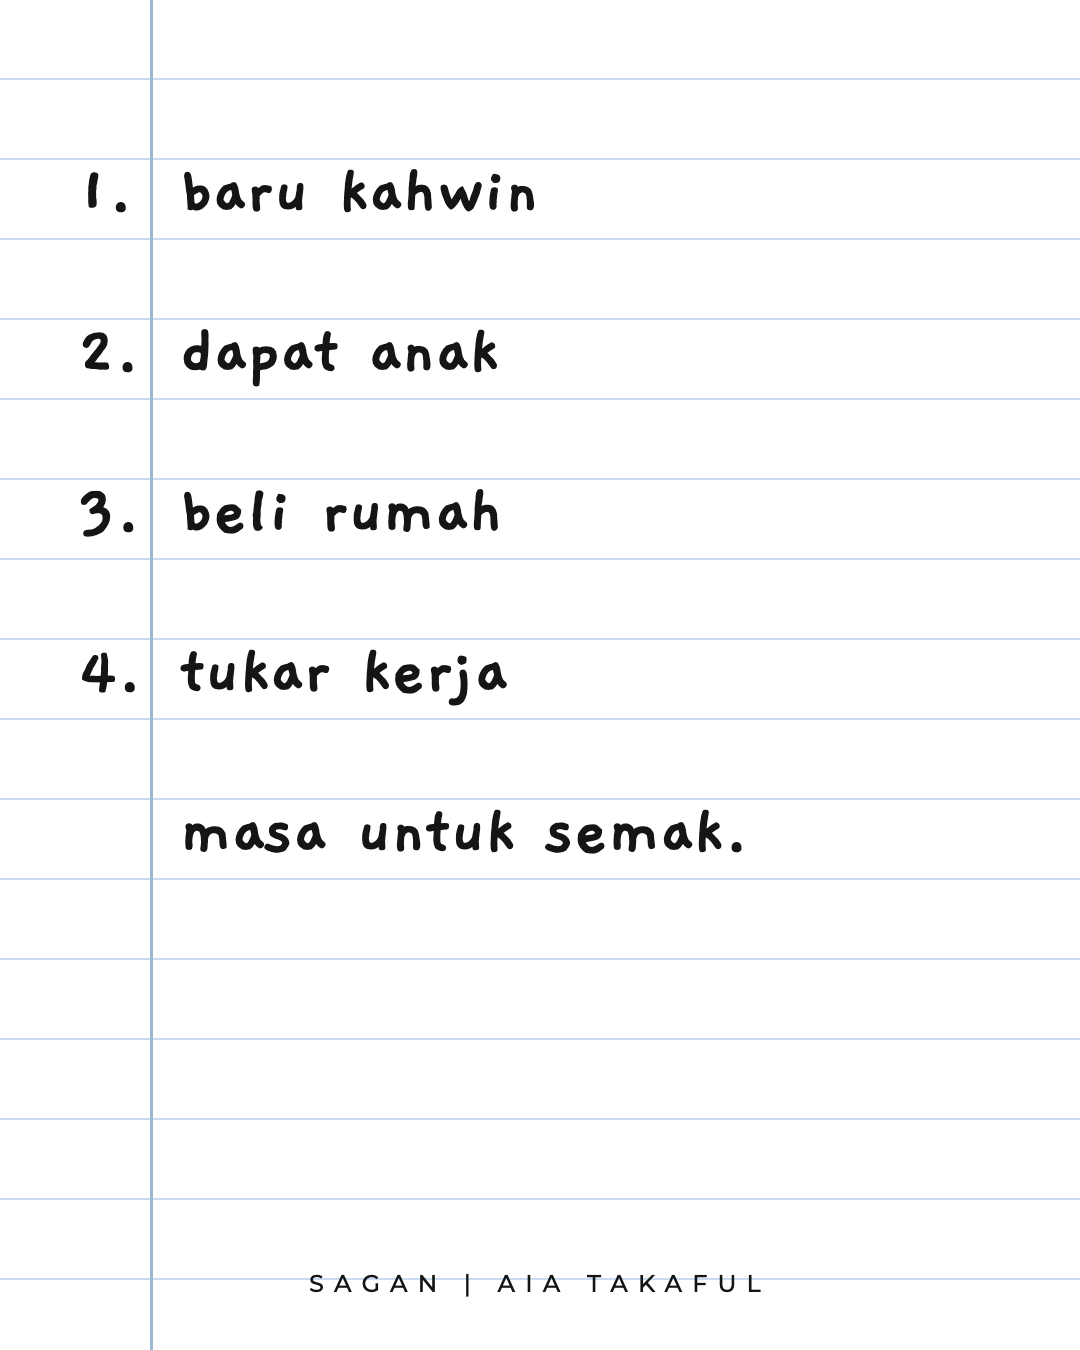 1. baru kahwin
2. dapat anak
3. beli rumah
4. tukar kerja
masa untuk semak.
SAGAN | AIA TAKAFUL